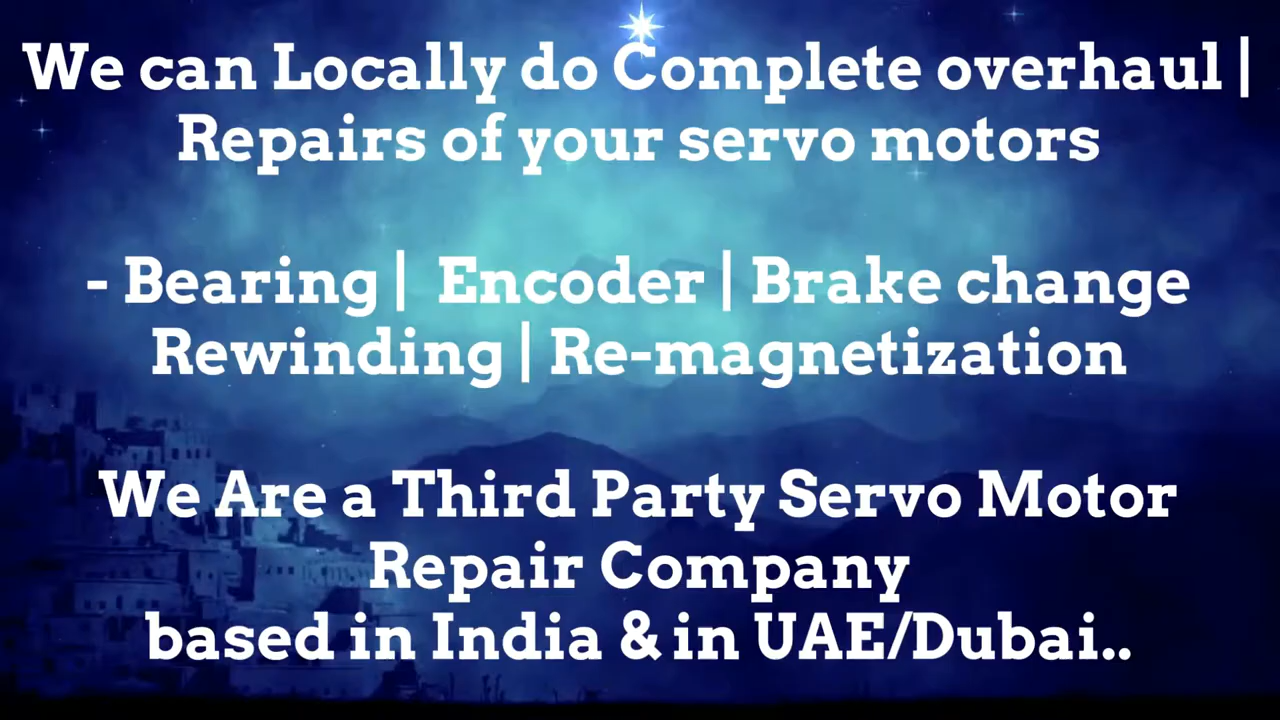 We can Locally do Complete overhaul |
Repairs of your servo motors
- Bearing | Encoder | Brake change
Rewinding | Re-magnetization
We Are a Third Party Servo Motor
Repair Company
based in India & in UAE/Dubai..